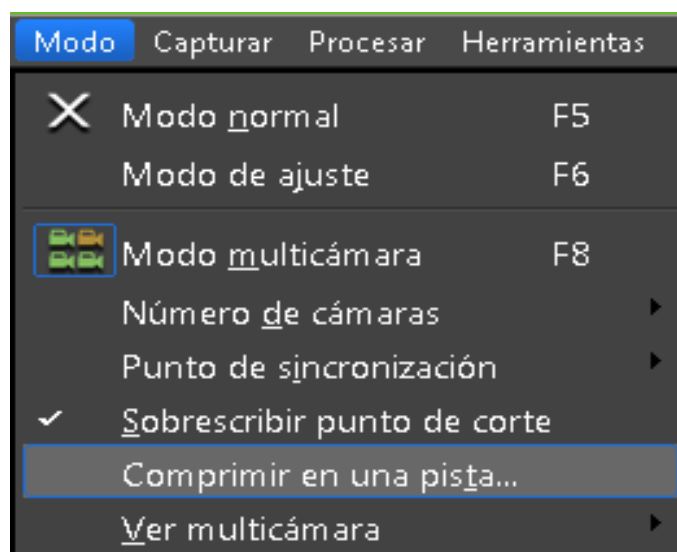 Modo Capturar Procesar Herramientas
Modo normal F5
Modo de ajuste F6
Modo multicámara F8
Número de cámaras
Punto de sincronización
Sobrescribir punto de corte
Comprimir en una pista...
Ver multicámara